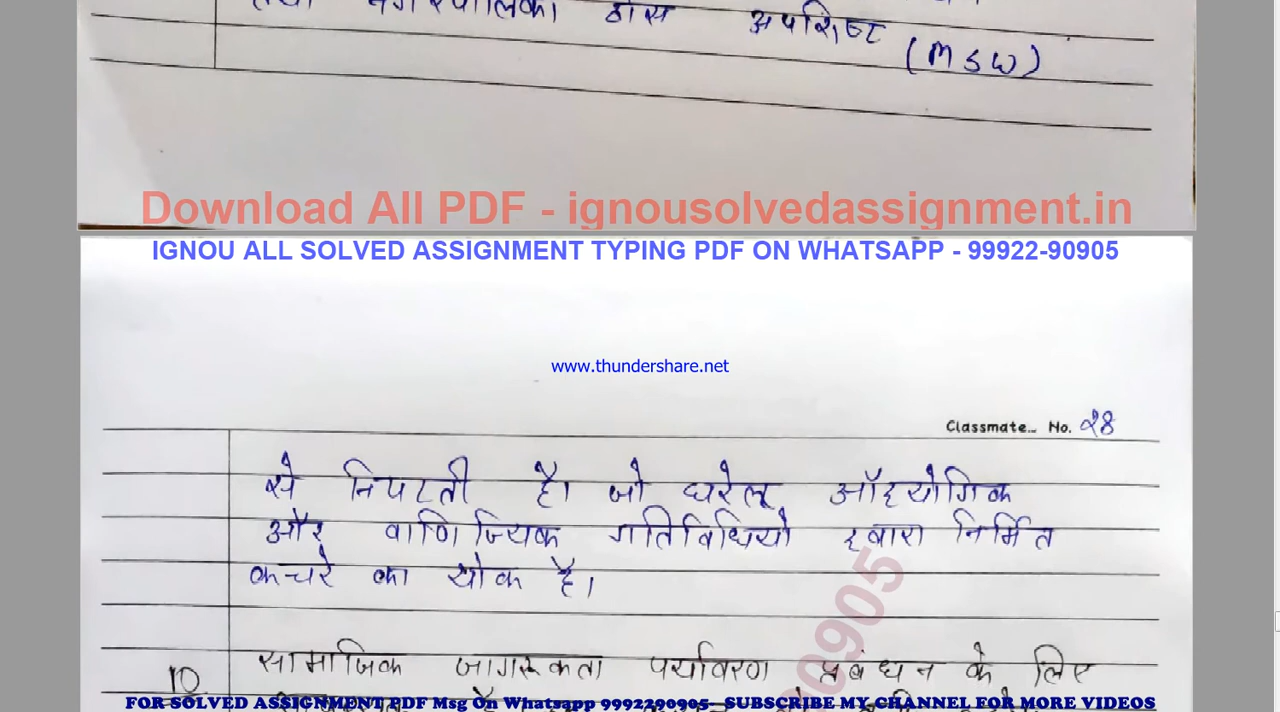 नगरपालिका ठोस अपशिष्ट
(MSW)
Download All PDF - ignousolvedassignment.in
IGNOU ALL SOLVED ASSIGNMENT TYPING PDF ON WHATSAPP - 99922-90905
www.thundershare.net
Classmate No. 28
से निपटती है। जो घरेलू औद्योगिक
और वाणिज्यिक गतिबिधियो द्बारा निर्मित
कचरे का थोक है।
10 सामाजिक जागरूकता पर्यावरण प्रबंधन के लिए
0905
FOR SOLVED ASSIGNMENT PDF Msg On Whatsapp 9992290905- SUBSCRIBE MY CHANNEL FOR MORE VIDEOS